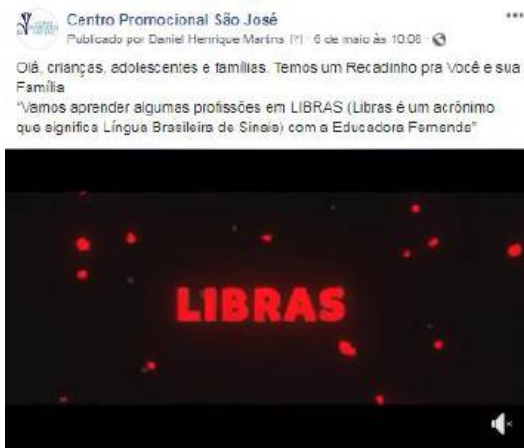 Centro Promocional São José
Publicado por Daniel Henrique Martins [?] · 6 de maio às 10:08 ·
Olá, crianças, adolescentes e famílias. Temos um Recadinho pra Você e sua
Família
"Vamos aprender algumas profissões em LIBRAS (Libras é um acrônimo
que significa Língua Brasileira de Sinais) com a Educadora Fernanda"
LIBRAS